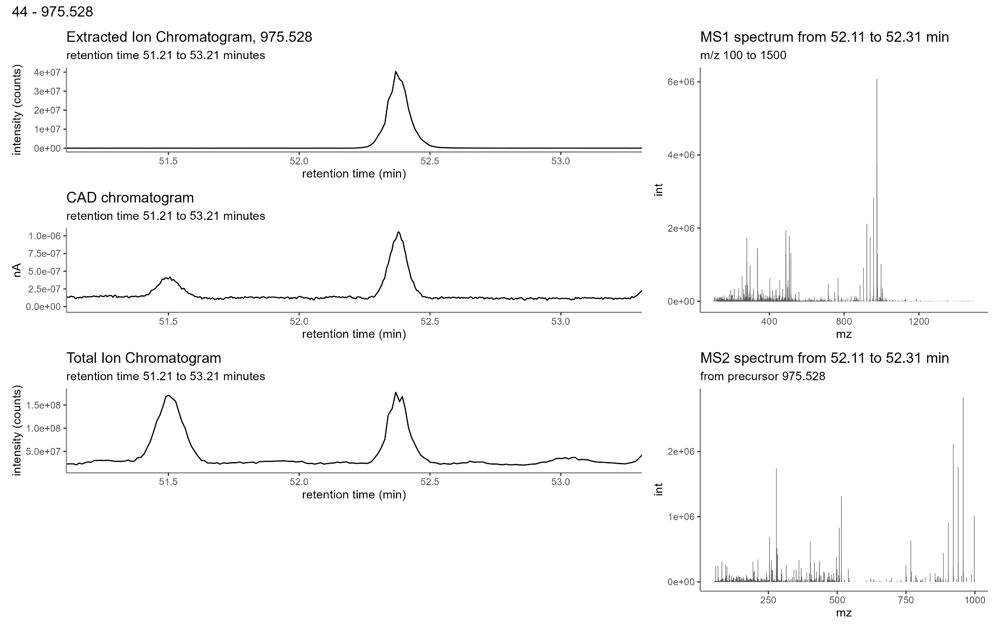 44 - 975.528
Extracted Ion Chromatogram, 975.528
retention time 51.21 to 53.21 minutes
intensity (counts)
4e+07
3e+07
2e+07
1e+07
0e+00
51.5 52.0 52.5 53.0
retention time (min)
CAD chromatogram
retention time 51.21 to 53.21 minutes
nA
1.0e-06
7.5e-07
5.0e-07
2.5e-07
0.0e+00
51.5 52.0 52.5 53.0
retention time (min)
Total Ion Chromatogram
retention time 51.21 to 53.21 minutes
intensity (counts)
1.5e+08
1.0e+08
5.0e+07
51.5 52.0 52.5 53.0
retention time (min)
MS1 spectrum from 52.11 to 52.31 min
m/z 100 to 1500
int
6e+06
4e+06
2e+06
0e+00
400 800 1200
mz
MS2 spectrum from 52.11 to 52.31 min
from precursor 975.528
int
2e+06
1e+06
0e+00
250 500 750 1000
mz